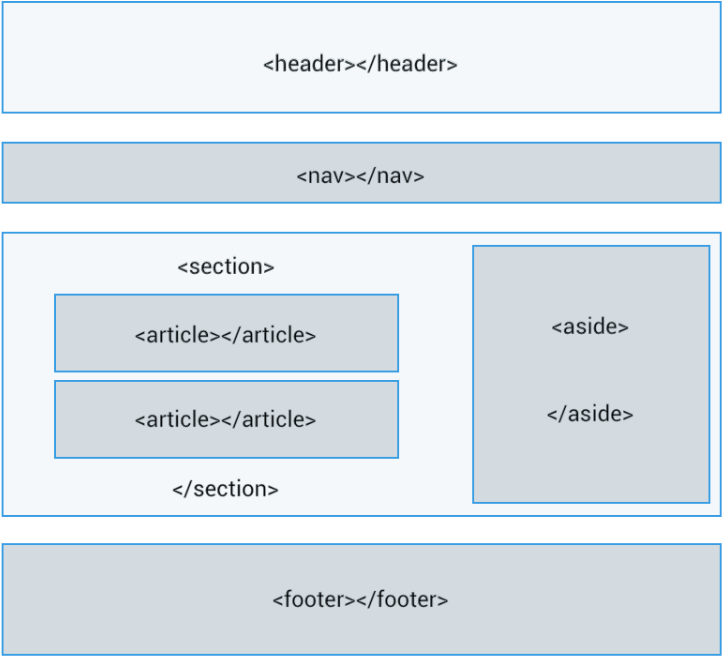 <header></header>
<nav></nav>
<section>
<article></article>
<article></article>
</section>
<aside>
</aside>
<footer></footer>